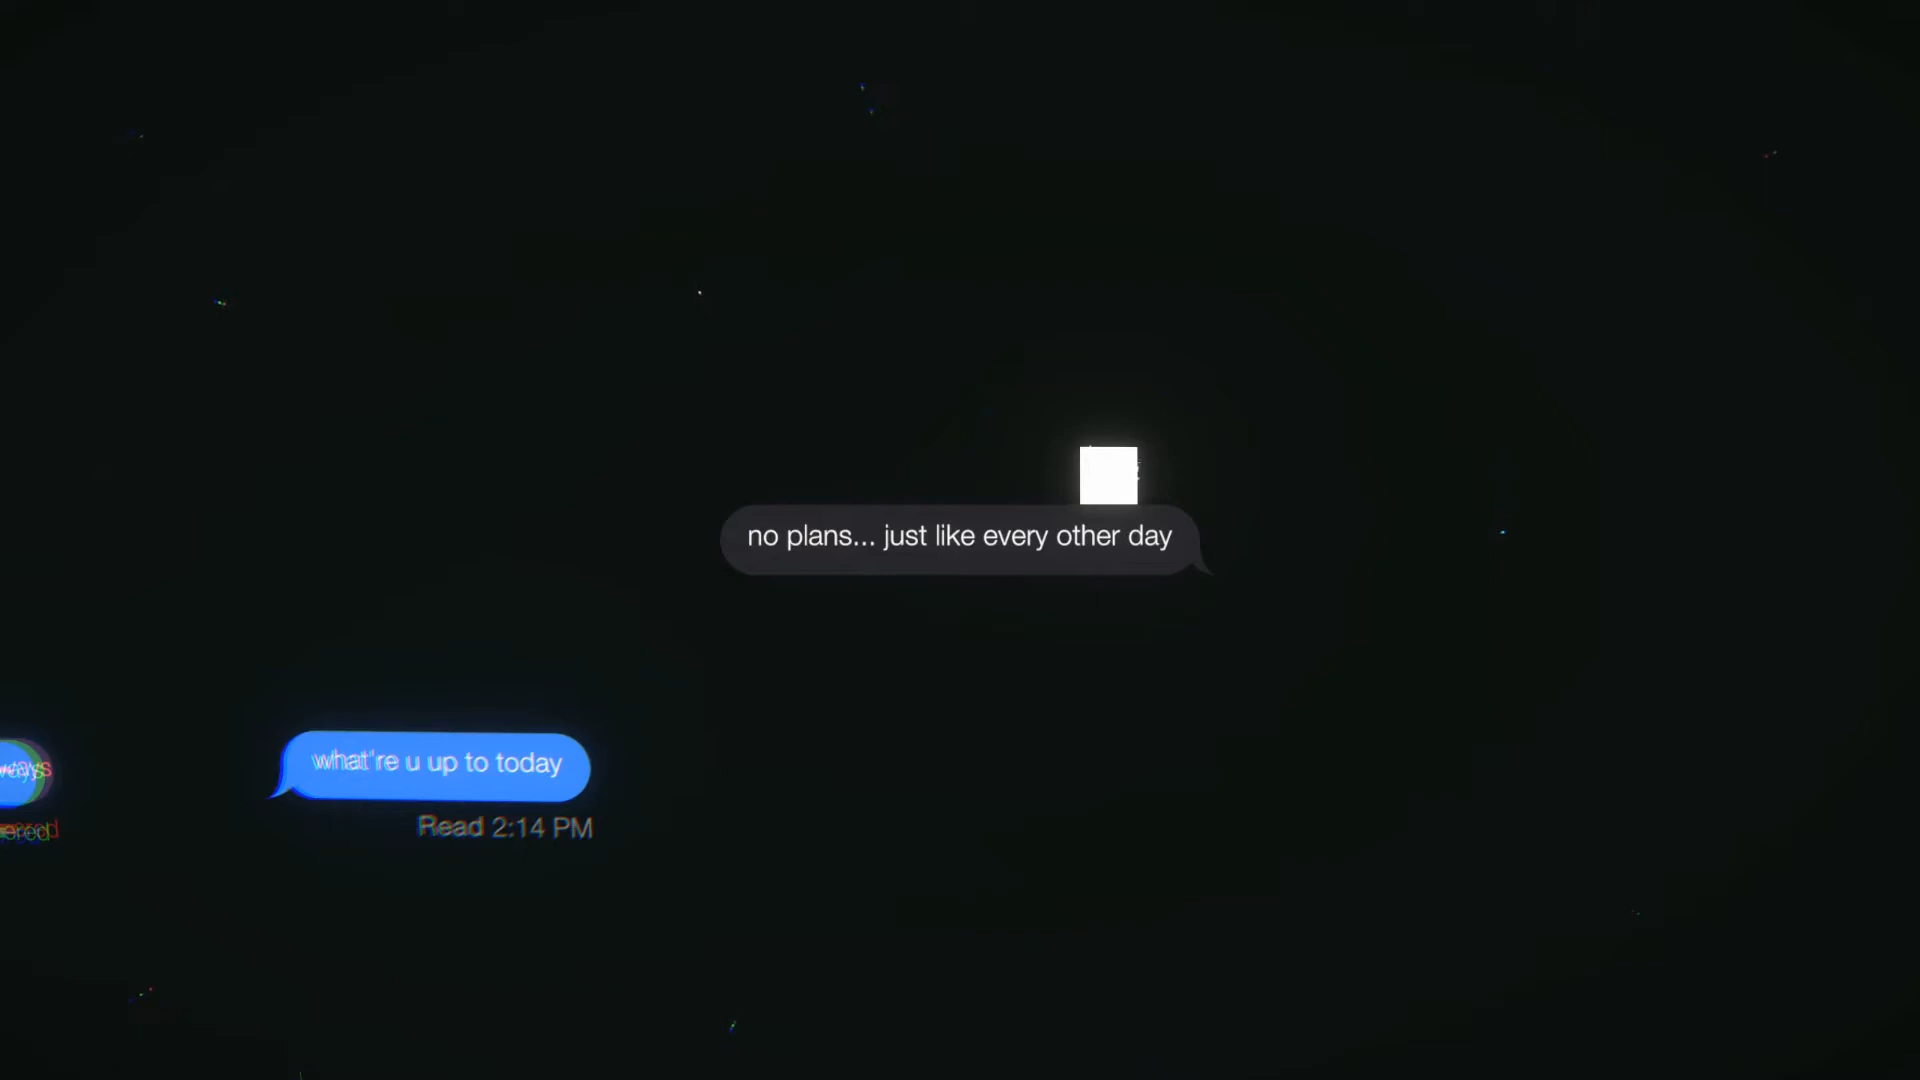 no plans... just like every other day
what're u up to today
Read 2:14 PM